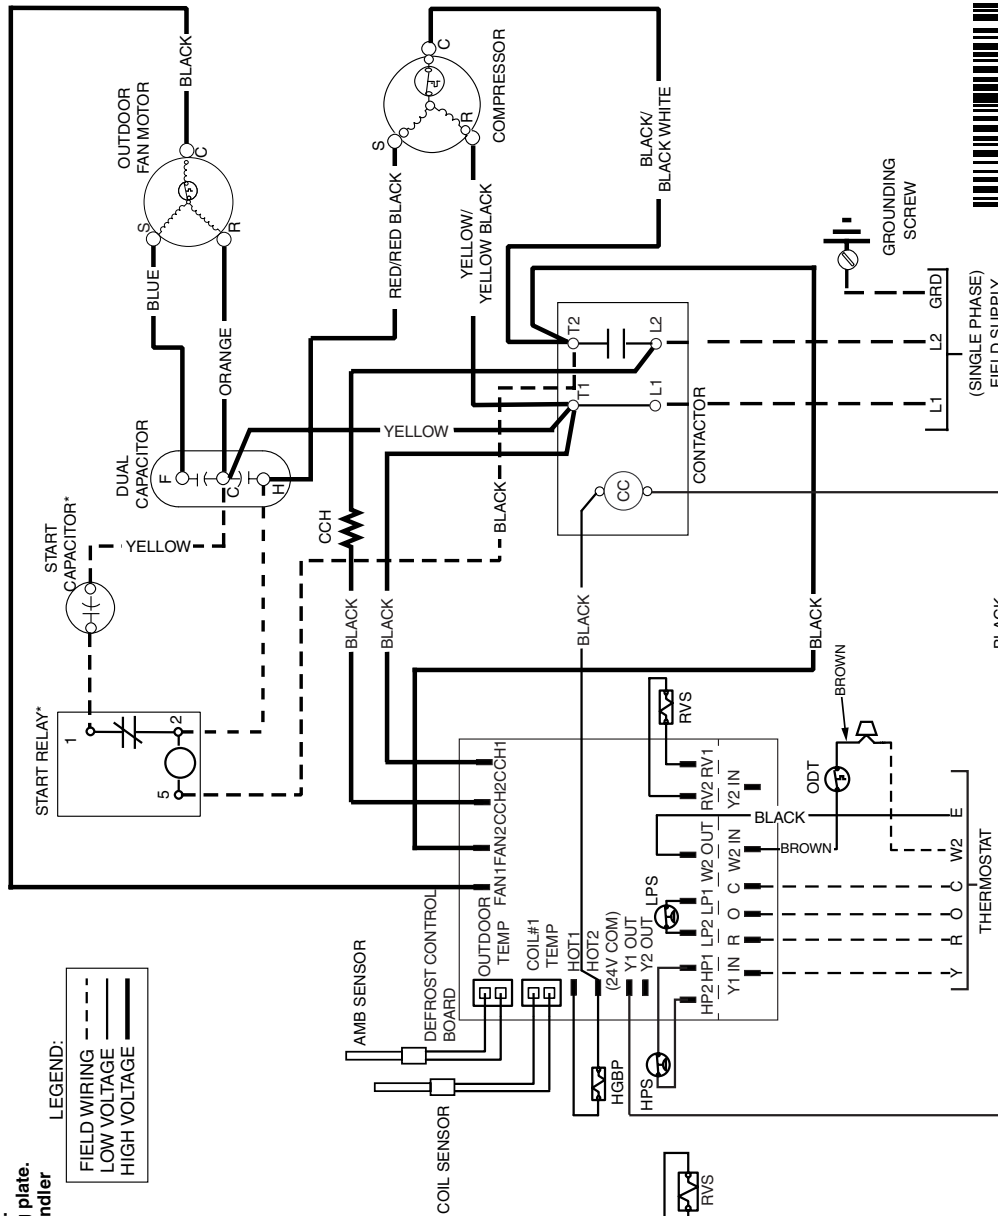 BLACK
OUTDOOR
FAN MOTOR
C
S
R
BLUE
ORANGE
DUAL
CAPACITOR
F
C
H
START
CAPACITOR*
YELLOW
START RELAY*
1
2
5
COMPRESSOR
C
S
R
RED/RED BLACK
YELLOW/
YELLOW BLACK
BLACK/
BLACK WHITE
GROUNDING
SCREW
YELLOW
T2
L2
T1
L1
CC
CONTACTOR
L1
L2
GRD
(SINGLE PHASE)
FIELD SUPPLY
CCH
BLACK
BLACK
BLACK
BLACK
BLACK
BLACK
BROWN
FAN1
FAN2
CCH2
CCH1
OUTDOOR
TEMP
COIL#1
TEMP
HOT1
HOT2
(24V COM)
Y1 OUT
Y2 OUT
HP2
HP1
LP2
LP1
W2 OUT
RV2
RV1
Y1 IN
R
O
C
W2 IN
Y2 IN
RVS
LPS
HPS
HGBP
DEFROST CONTROL
BOARD
AMB SENSOR
COIL SENSOR
ODT
BLACK
BROWN
Y
R
O
C
W2
E
THERMOSTAT
RVS
LEGEND:
FIELD WIRING
LOW VOLTAGE
HIGH VOLTAGE
plate.
ndler